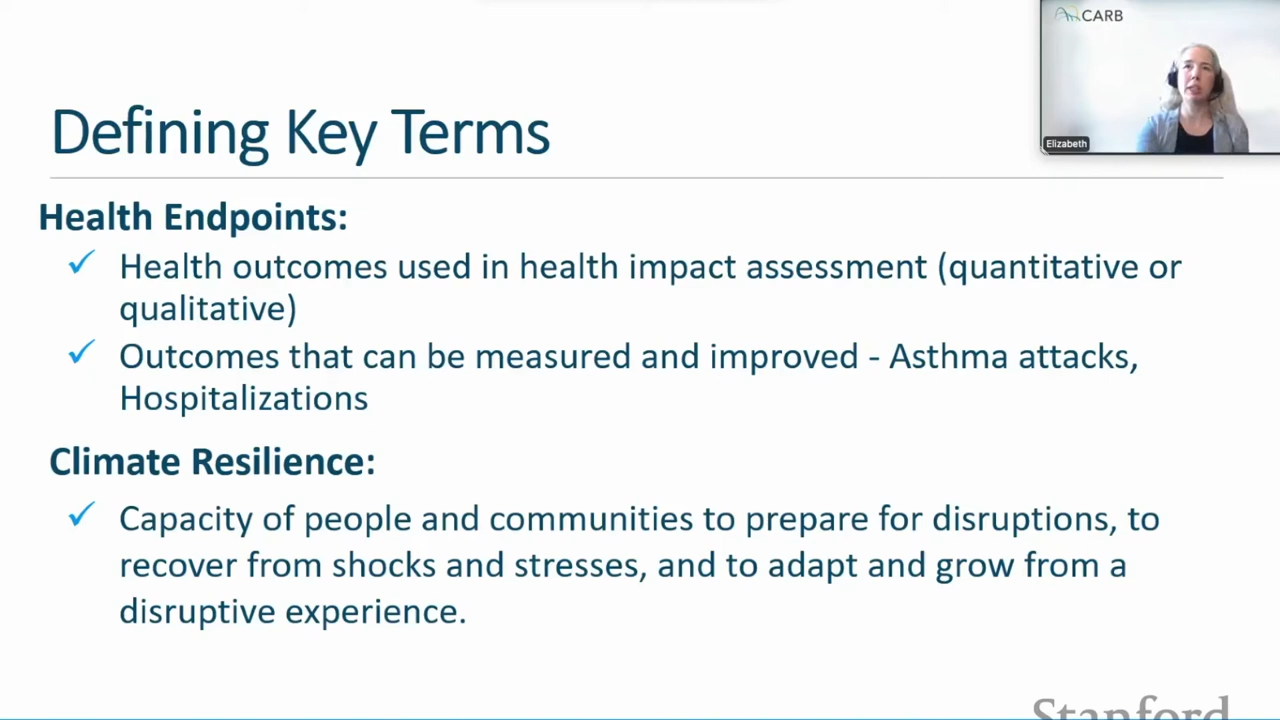 CARB
Elizabeth
Defining Key Terms
Health Endpoints:
✓ Health outcomes used in health impact assessment (quantitative or
qualitative)
✓ Outcomes that can be measured and improved - Asthma attacks,
Hospitalizations
Climate Resilience:
✓ Capacity of people and communities to prepare for disruptions, to
recover from shocks and stresses, and to adapt and grow from a
disruptive experience.
Stanford